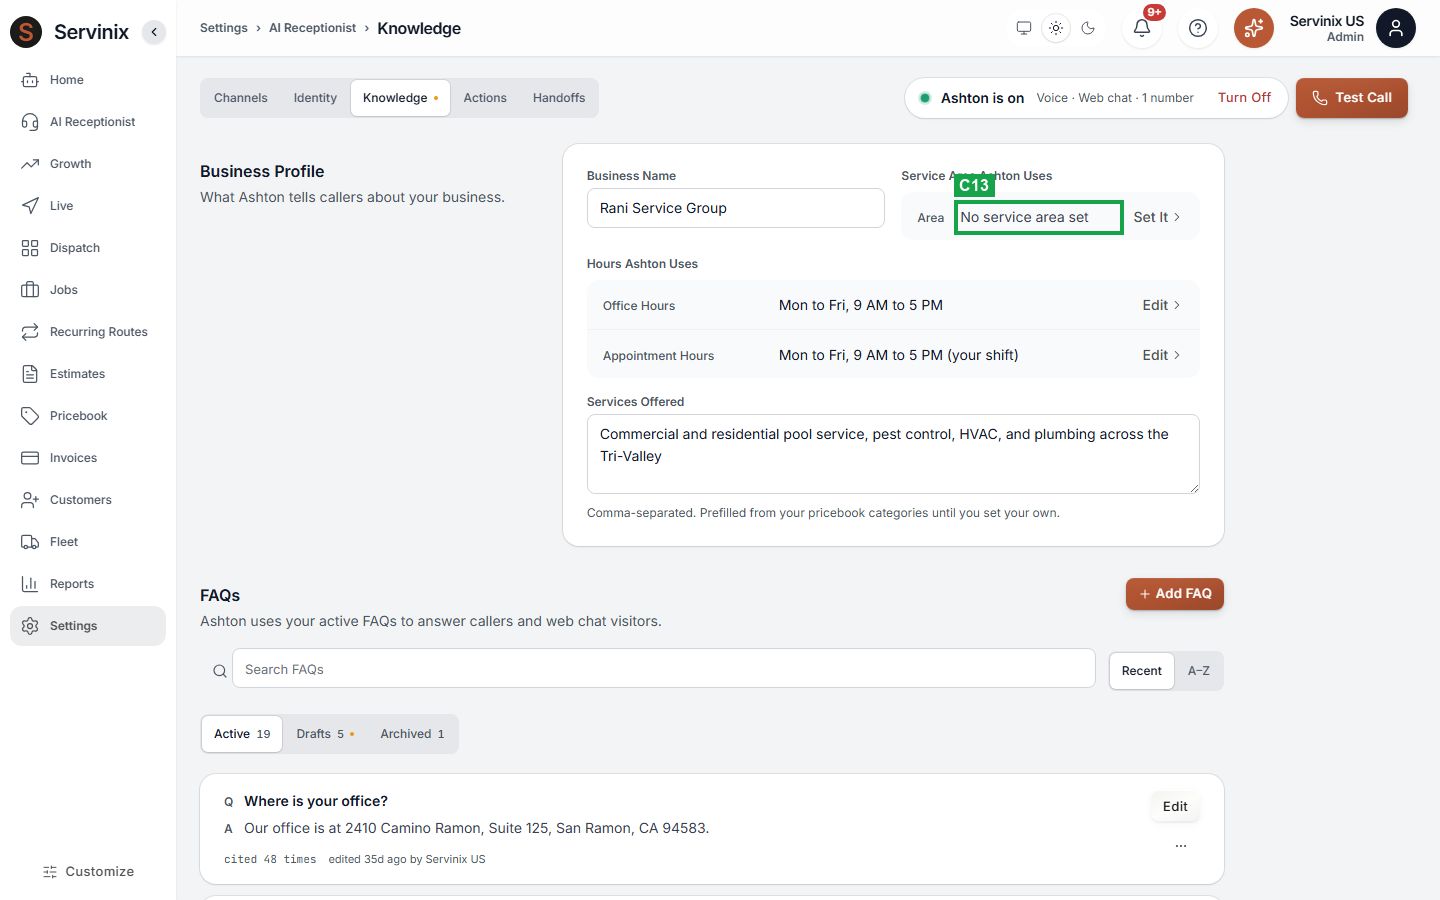 S Servinix
Settings › AI Receptionist › Knowledge
9+
Servinix US
Admin
Home
AI Receptionist
Growth
Live
Dispatch
Jobs
Recurring Routes
Estimates
Pricebook
Invoices
Customers
Fleet
Reports
Settings
Customize
Channels Identity Knowledge Actions Handoffs
Ashton is on Voice · Web chat · 1 number Turn Off
Test Call
Business Profile
What Ashton tells callers about your business.
Business Name
Rani Service Group
Service Ashton Uses
C13
Area No service area set Set It
Hours Ashton Uses
Office Hours Mon to Fri, 9 AM to 5 PM Edit
Appointment Hours Mon to Fri, 9 AM to 5 PM (your shift) Edit
Services Offered
Commercial and residential pool service, pest control, HVAC, and plumbing across the
Tri-Valley
Comma-separated. Prefilled from your pricebook categories until you set your own.
FAQs
+ Add FAQ
Ashton uses your active FAQs to answer callers and web chat visitors.
Search FAQs
Recent A–Z
Active 19 Drafts 5 Archived 1
Q Where is your office?
Edit
A Our office is at 2410 Camino Ramon, Suite 125, San Ramon, CA 94583.
...
cited 48 times edited 35d ago by Servinix US